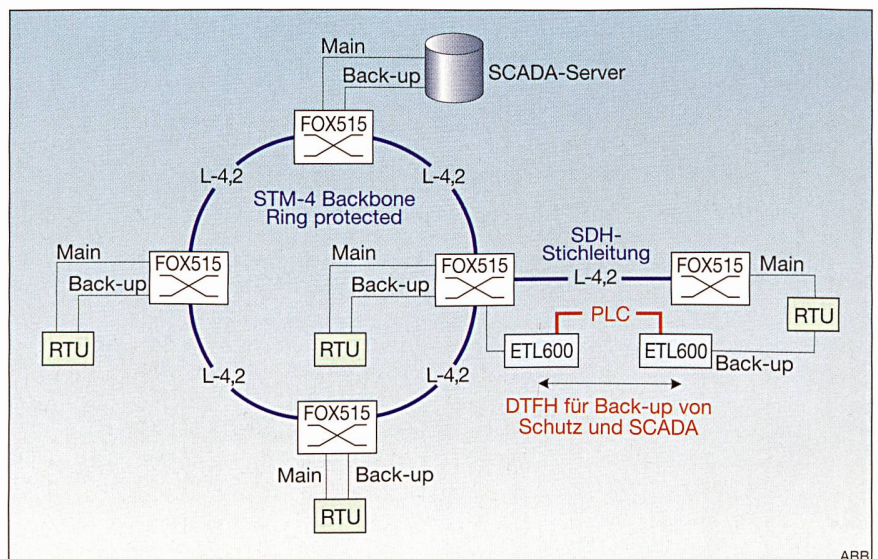 Main
Back-up
SCADA-Server
FOX515
L-4,2
L-4,2
STM-4 Backbone
Ring protected
Main
Back-up
FOX515
RTU
Main
Back-up
FOX515
RTU
SDH-
Stichleitung
L-4,2
FOX515
Main
RTU
PLC
ETL600
ETL600
Back-up
DTFH für Back-up von
Schutz und SCADA
L-4,2
L-4,2
FOX515
Main
Back-up
RTU
ABB